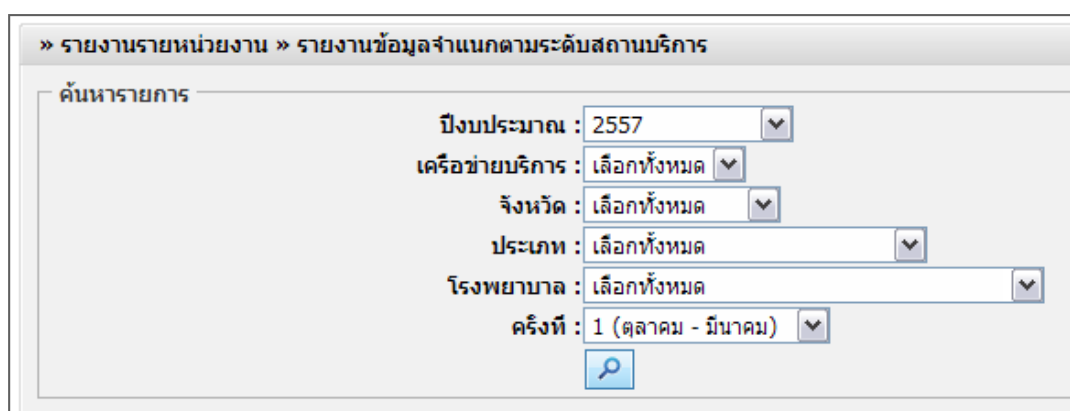 » รายงานรายหน่วยงาน » รายงานข้อมูลจำแนกตามระดับสถานบริการ
ค้นหารายการ
ปีงบประมาณ : 2557
เครือข่ายบริการ : เลือกทั้งหมด
จังหวัด : เลือกทั้งหมด
ประเภท : เลือกทั้งหมด
โรงพยาบาล : เลือกทั้งหมด
ครั้งที่ : 1 (ตุลาคม - มีนาคม)